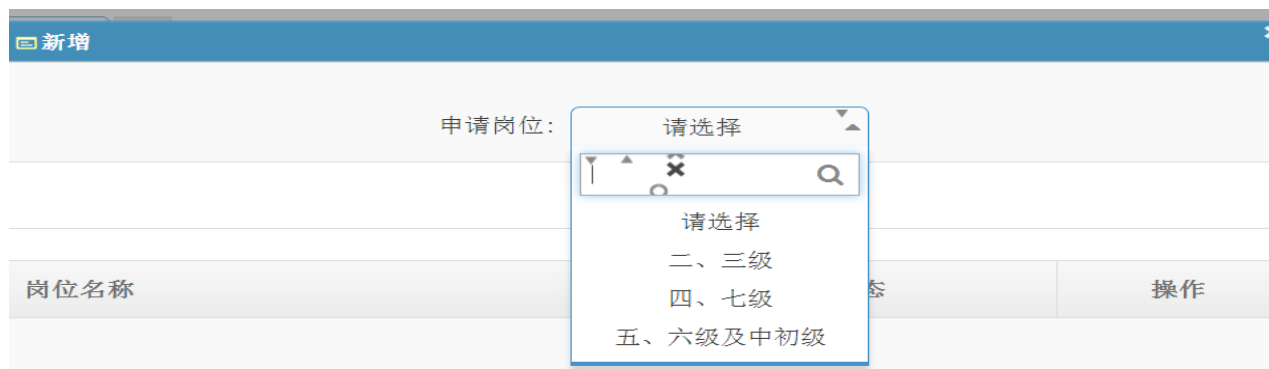 新增
申请岗位:
请选择
请选择
二、三级
四、七级
五、六级及中初级
岗位名称
态
操作